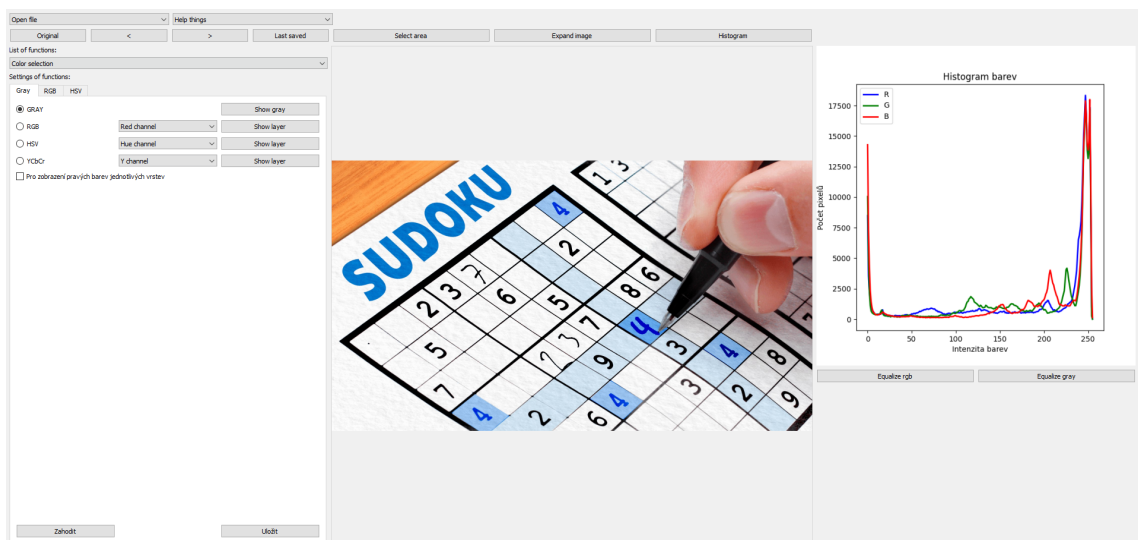 Open file Help things
Original < > Last saved Select area Expand image Histogram
List of functions:
Color selection
Settings of functions:
Gray RGB HSV
GRAY Show gray
RGB Red channel Show layer
HSV Hue channel Show layer
YCbCr Y channel Show layer
Pro zobrazení pravých barev jednotlivých vrstev
Zahodit Uložit
SUDOKU
4
2
2 3 7 6 5 8 6
5 2 3 7 4
7 9 3 4 8
4 2 4 3 2 9
6
1 3
Histogram barev
R
G
B
Počet pixelů
17500
15000
12500
10000
7500
5000
2500
0
0 50 100 150 200 250
Intenzita barev
Equalize rgb Equalize gray